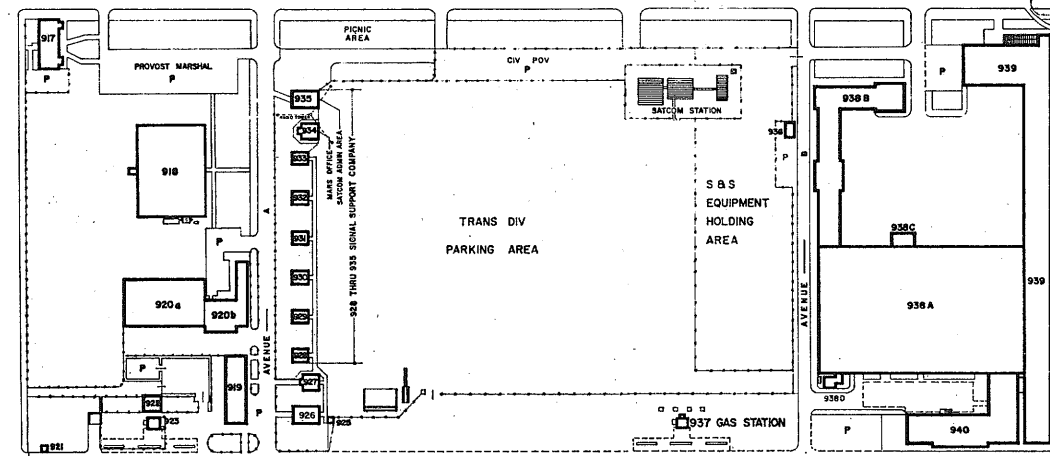 917
P
PROVOST MARSHAL
P
PICNIC
AREA
CIV POV
P
SATCOM STATION
P
939
935
934
933
932
931
930
929
928
927
926
925
MARS OFFICE
SATCOM ADMIN AREA
928 THRU 935 SIGNAL SUPPORT COMPANY
918
P
A
AVENUE
920a
920b
919
P
P
922
923
921
TRANS DIV
PARKING AREA
S & S
EQUIPMENT
HOLDING
AREA
936
P
B
AVENUE
938B
938C
938A
939
938D
937 GAS STATION
P
940